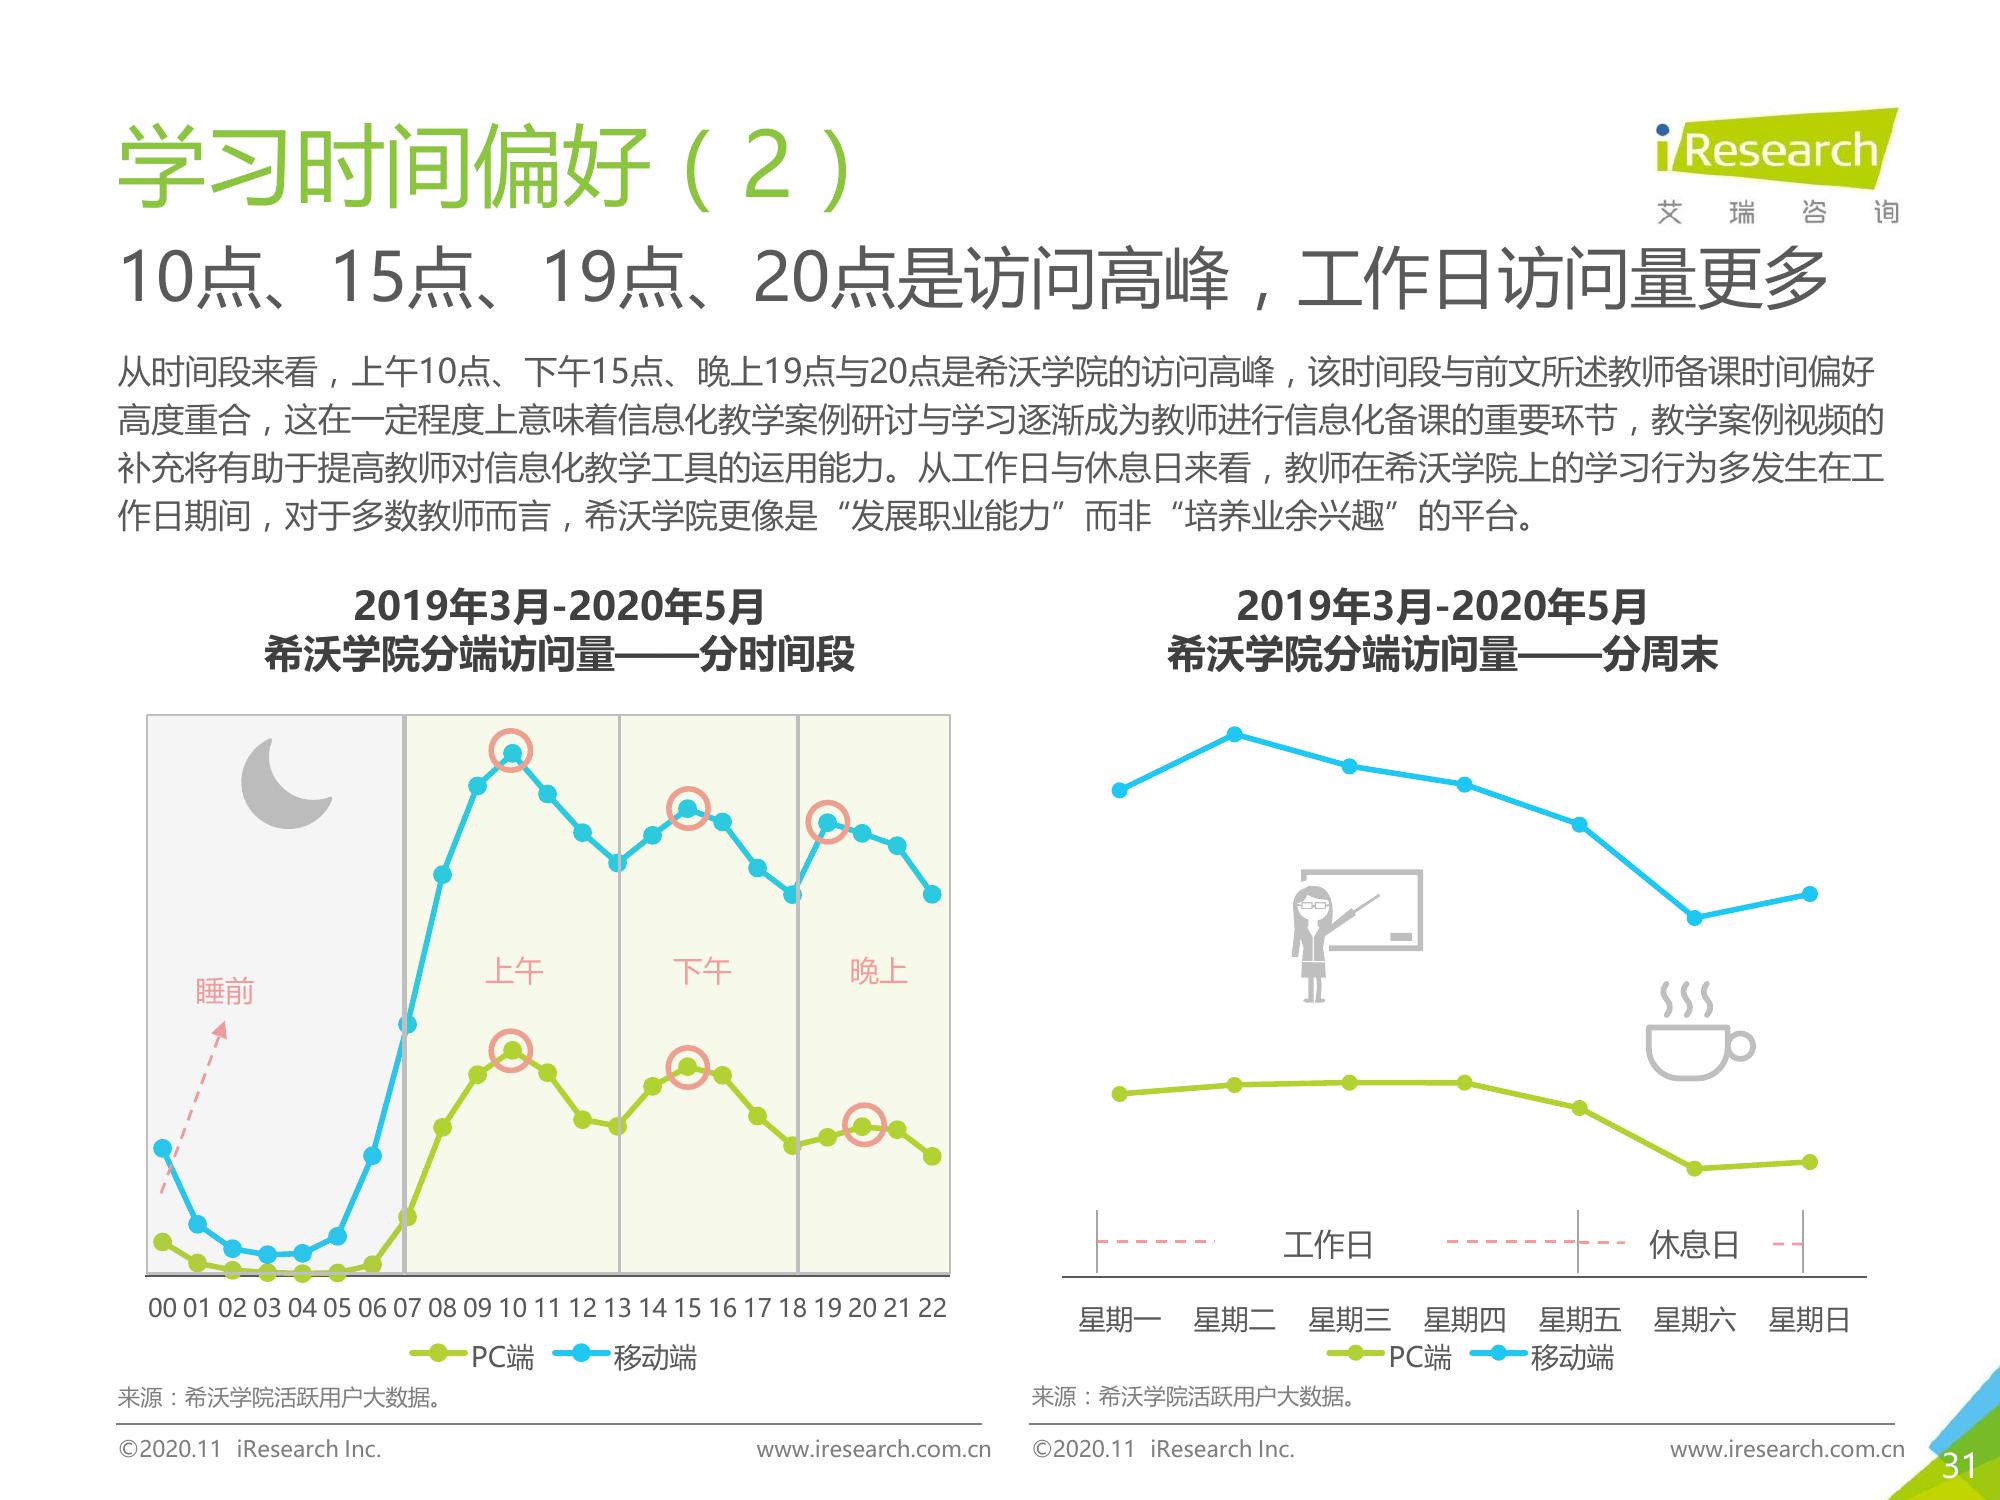 学习时间偏好（2）
iResearch
艾瑞咨询
10点、15点、19点、20点是访问高峰，工作日访问量更多
从时间段来看，上午10点、下午15点、晚上19点与20点是希沃学院的访问高峰，该时间段与前文所述教师备课时间偏好
高度重合，这在一定程度上意味着信息化教学案例研讨与学习逐渐成为教师进行信息化备课的重要环节，教学案例视频的
补充将有助于提高教师对信息化教学工具的运用能力。从工作日与休息日来看，教师在希沃学院上的学习行为多发生在工
作日期间，对于多数教师而言，希沃学院更像是“发展职业能力”而非“培养业余兴趣”的平台。
2019年3月-2020年5月
希沃学院分端访问量——分时间段
睡前
上午
下午
晚上
00 01 02 03 04 05 06 07 08 09 10 11 12 13 14 15 16 17 18 19 20 21 22
PC端 移动端
来源：希沃学院活跃用户大数据。
©2020.11 iResearch Inc.
www.iresearch.com.cn
2019年3月-2020年5月
希沃学院分端访问量——分周末
工作日
休息日
星期一 星期二 星期三 星期四 星期五 星期六 星期日
PC端 移动端
来源：希沃学院活跃用户大数据。
©2020.11 iResearch Inc.
www.iresearch.com.cn
31